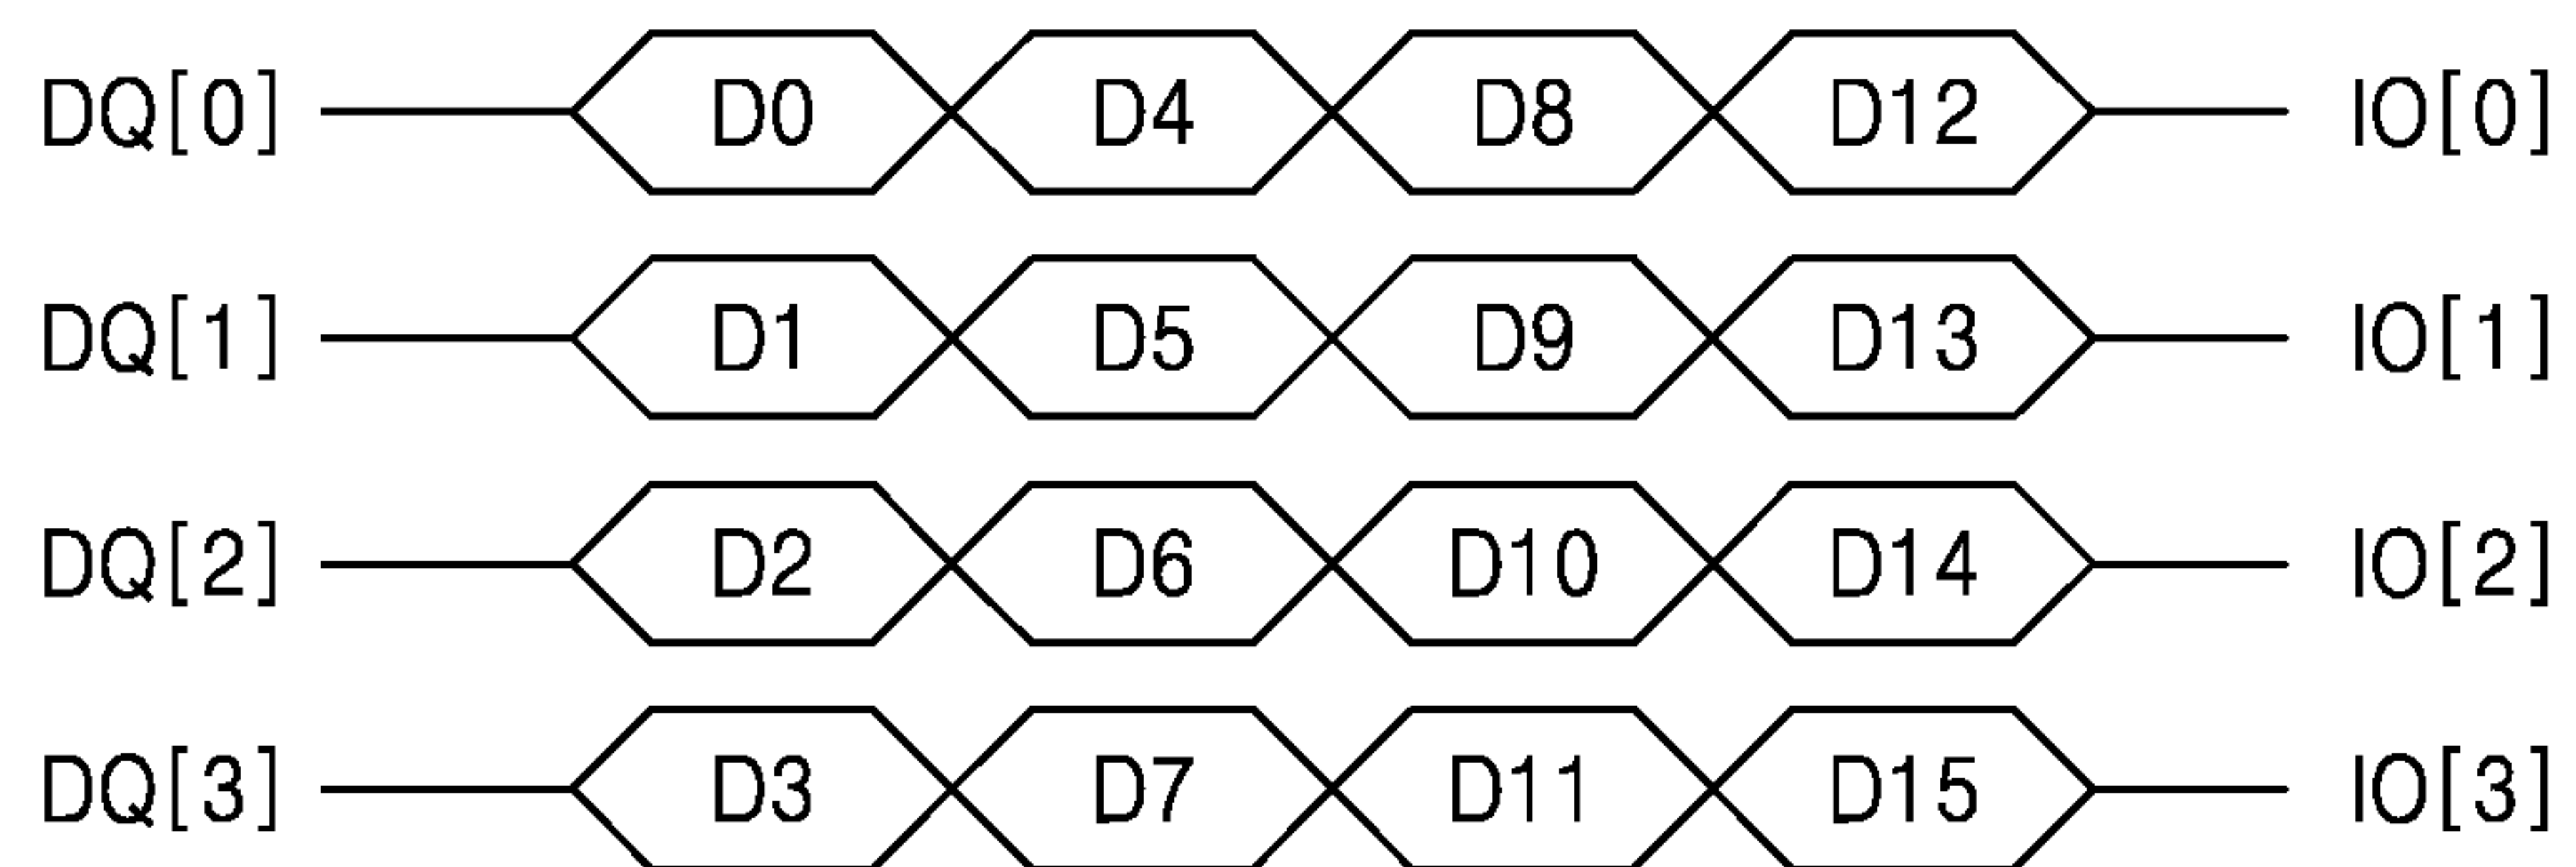 DQ[0] D0 D4 D8 D12 IO[0]
DQ[1] D1 D5 D9 D13 IO[1]
DQ[2] D2 D6 D10 D14 IO[2]
DQ[3] D3 D7 D11 D15 IO[3]